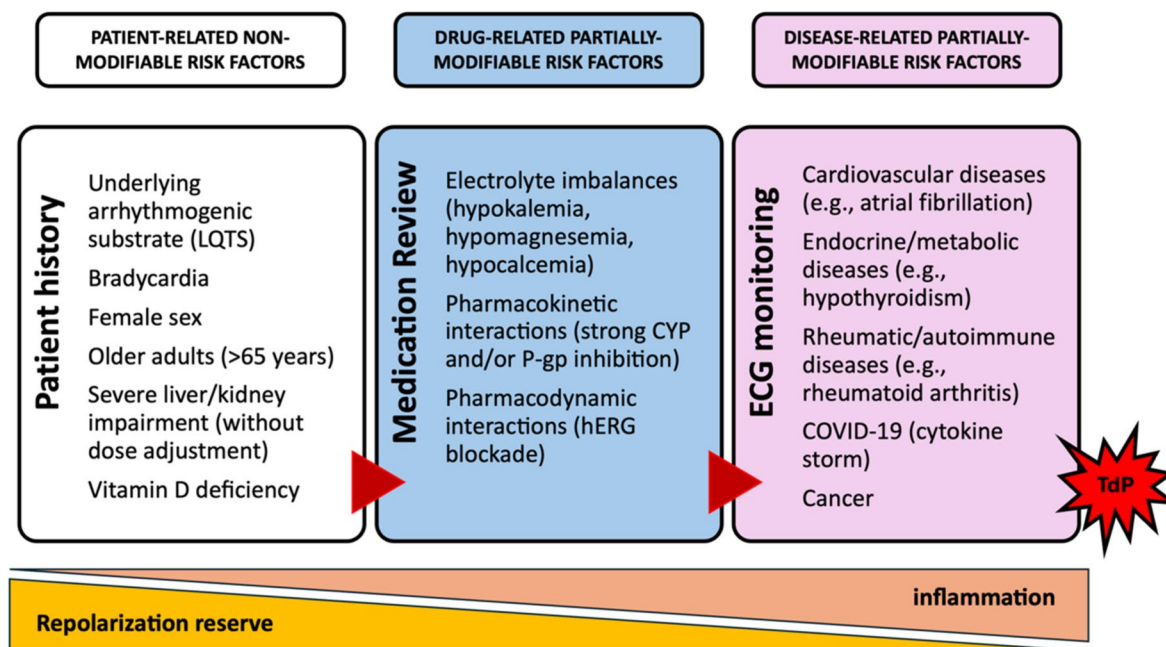 PATIENT-RELATED NON-
MODIFIABLE RISK FACTORS
DRUG-RELATED PARTIALLY-
MODIFIABLE RISK FACTORS
DISEASE-RELATED PARTIALLY-
MODIFIABLE RISK FACTORS
Patient history
Underlying
arrhythmogenic
substrate (LQTS)
Bradycardia
Female sex
Older adults (>65 years)
Severe liver/kidney
impairment (without
dose adjustment)
Vitamin D deficiency
Medication Review
Electrolyte imbalances
(hypokalemia,
hypomagnesemia,
hypocalcemia)
Pharmacokinetic
interactions (strong CYP
and/or P-gp inhibition)
Pharmacodynamic
interactions (hERG
blockade)
ECG monitoring
Cardiovascular diseases
(e.g., atrial fibrillation)
Endocrine/metabolic
diseases (e.g.,
hypothyroidism)
Rheumatic/autoimmune
diseases (e.g.,
rheumatoid arthritis)
COVID-19 (cytokine
storm)
Cancer
TdP
inflammation
Repolarization reserve